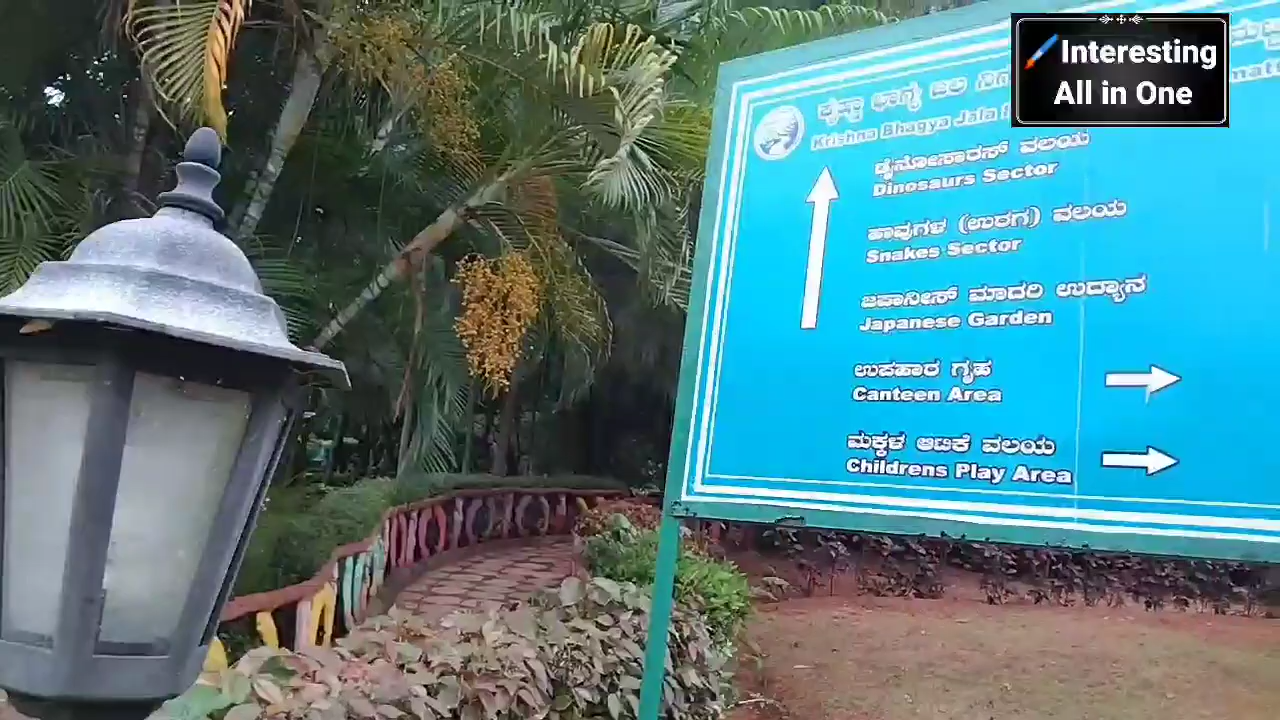 Interesting
All in One
ಕೃಷ್ಣಾ ಭಾಗ್ಯ ಜಲ
Krishna Bhagya Jala
ಡೈನೋಸಾರಸ್ ವಲಯ
Dinosaurs Sector
ಹಾವುಗಳ (ಉರಗ) ವಲಯ
Snakes Sector
ಜಪಾನೀಸ್ ಮಾದರಿ ಉದ್ಯಾನ
Japanese Garden
ಉಪಹಾರ ಗೃಹ
Canteen Area
ಮಕ್ಕಳ ಆಟಿಕೆ ವಲಯ
Childrens Play Area